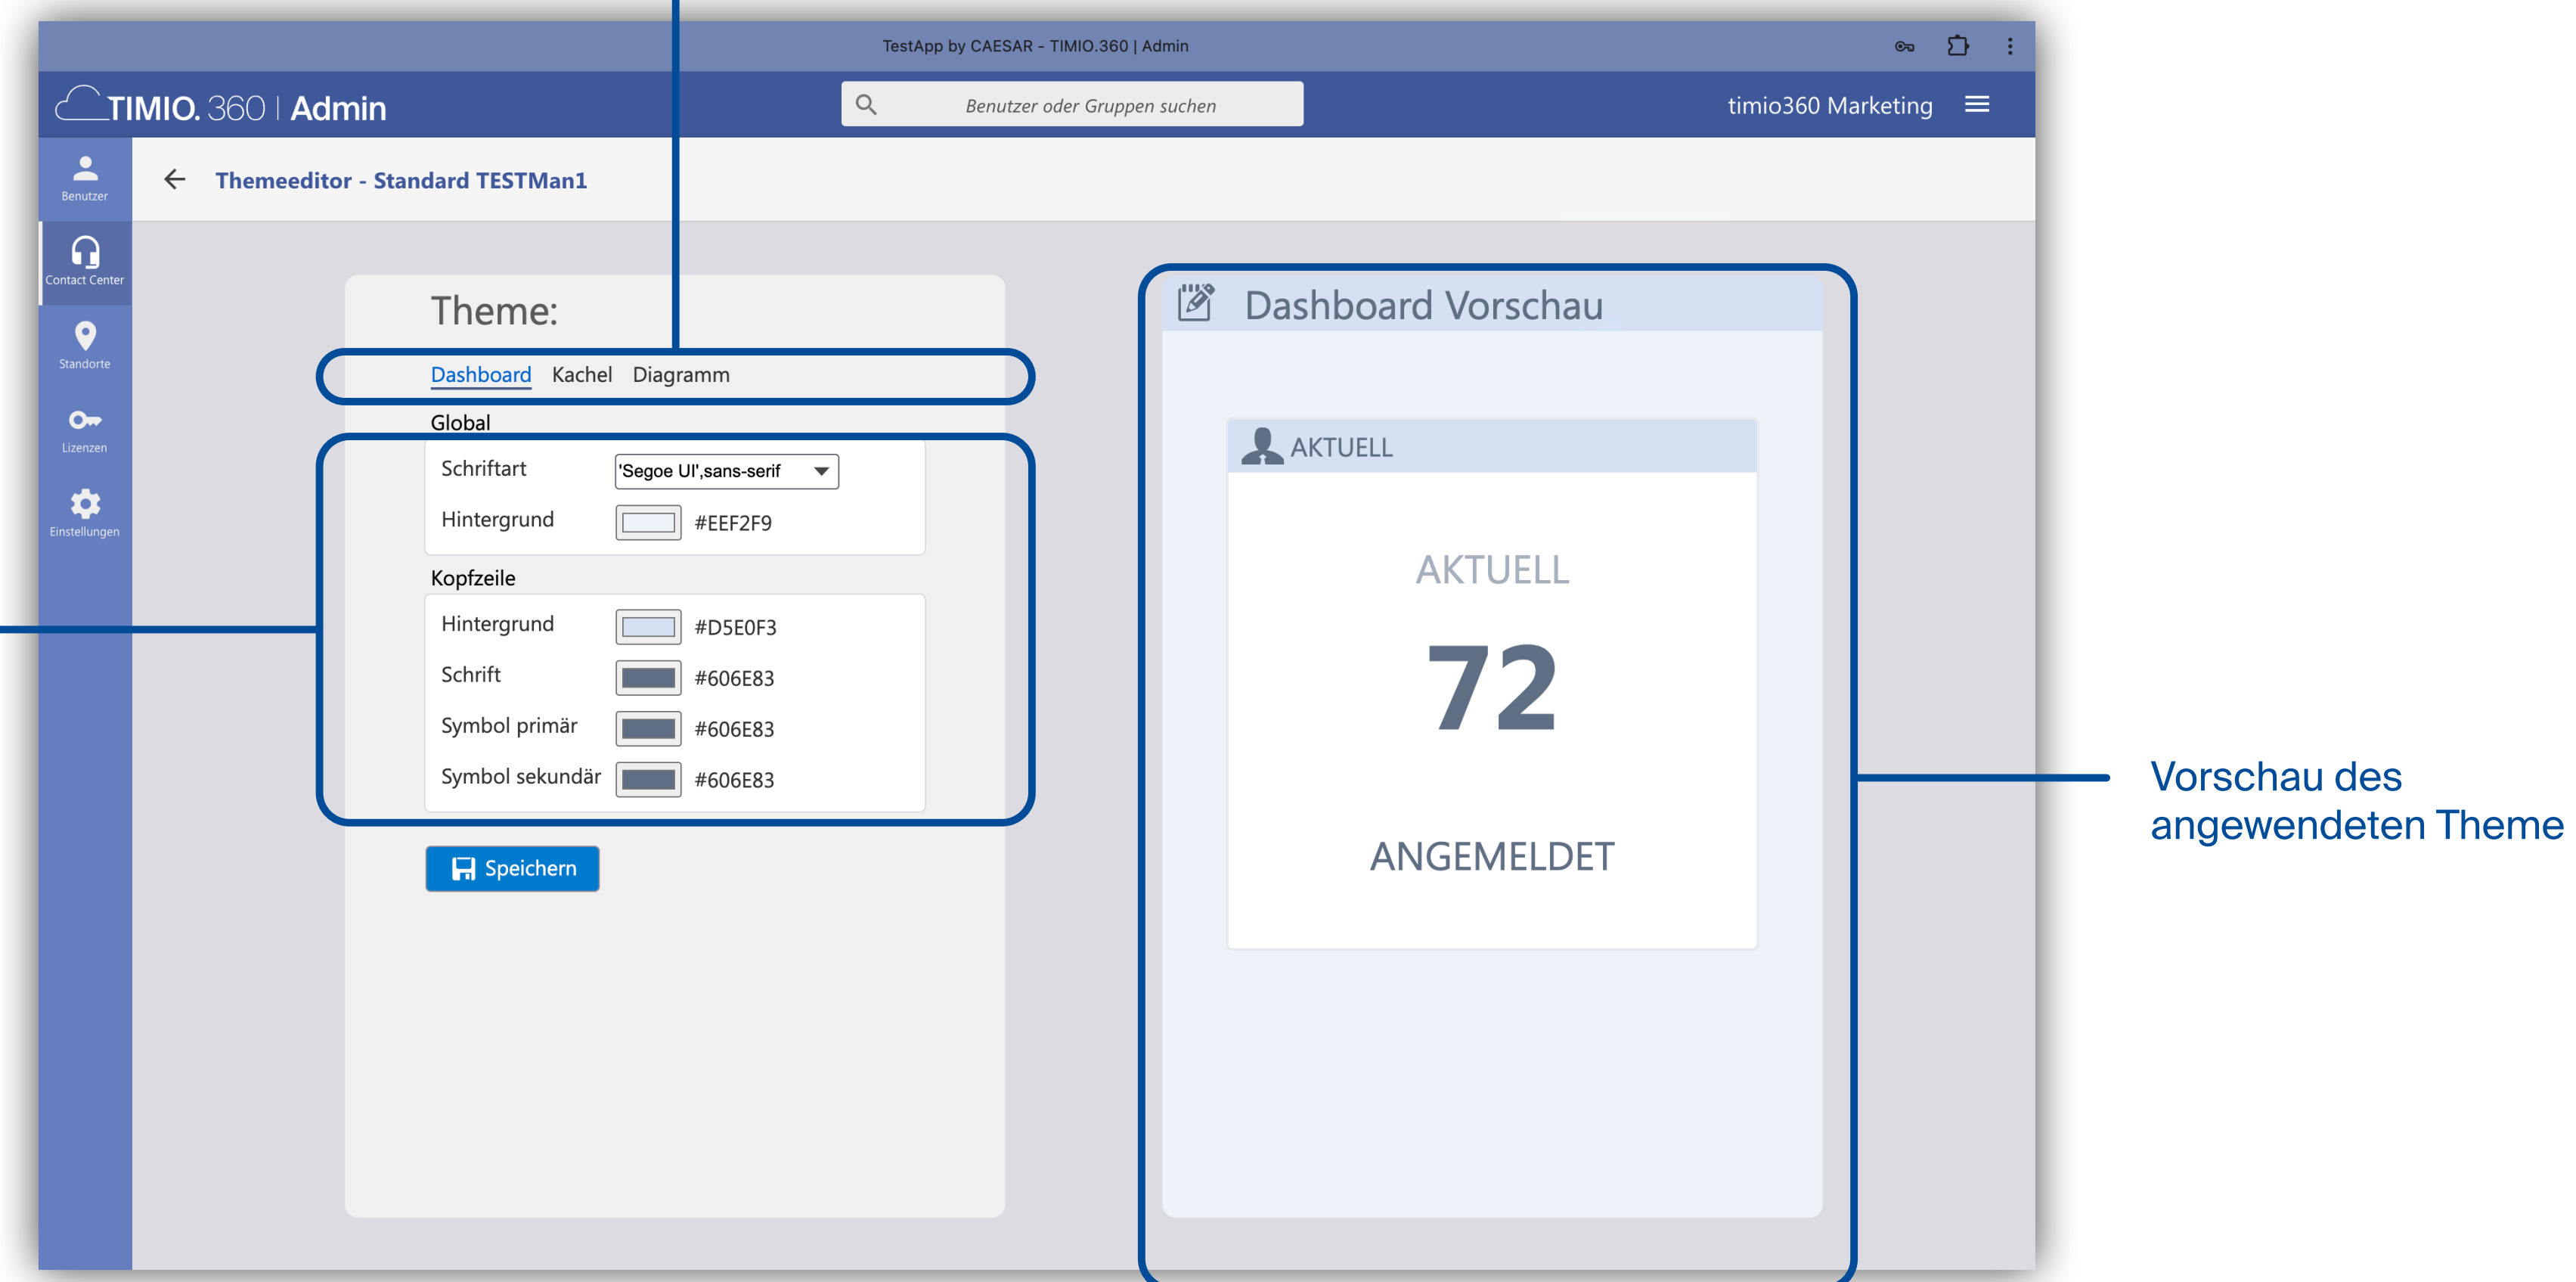 TestApp by CAESAR - TIMIO.360 | Admin
TIMIO. 360 | Admin
Benutzer oder Gruppen suchen
timio360 Marketing
Benutzer
Contact Center
Standorte
Lizenzen
Einstellungen
Themeeditor - Standard TESTMan1
Theme:
Dashboard Kachel Diagramm
Global
Schriftart 'Segoe UI',sans-serif
Hintergrund #EEF2F9
Kopfzeile
Hintergrund #D5E0F3
Schrift #606E83
Symbol primär #606E83
Symbol sekundär #606E83
Speichern
Dashboard Vorschau
AKTUELL
AKTUELL
72
ANGEMELDET
Vorschau des
angewendeten Theme